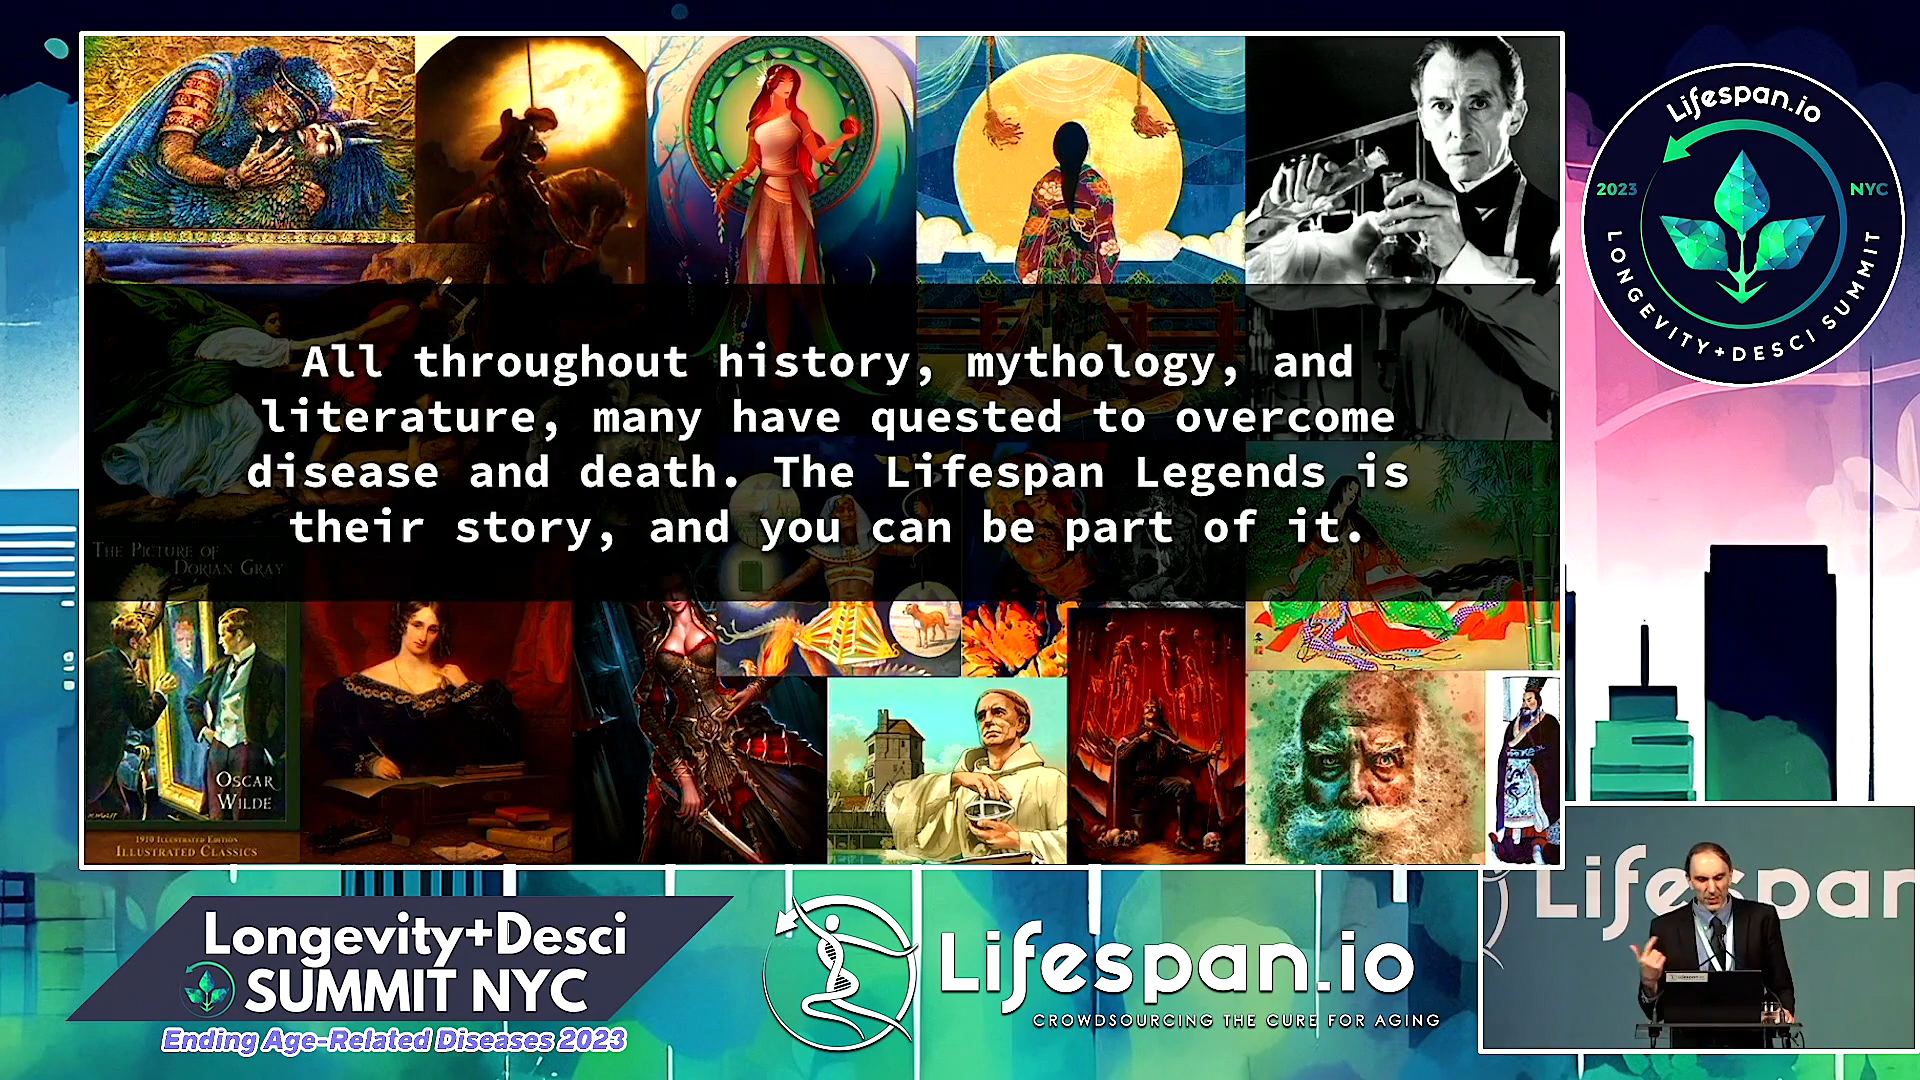 All throughout history, mythology, and
literature, many have quested to overcome
disease and death. The Lifespan Legends is
their story, and you can be part of it.
THE PICTURE OF
DORIAN GRAY
OSCAR
WILDE
1910 ILLUSTRATED EDITION
ILLUSTRATED CLASSICS
Lifespan.io
2023
NYC
LONGEVITY+DESCI SUMMIT
Lifespan
Longevity+Desci
SUMMIT NYC
Ending Age-Related Diseases 2023
Lifespan.io
CROWDSOURCING THE CURE FOR AGING